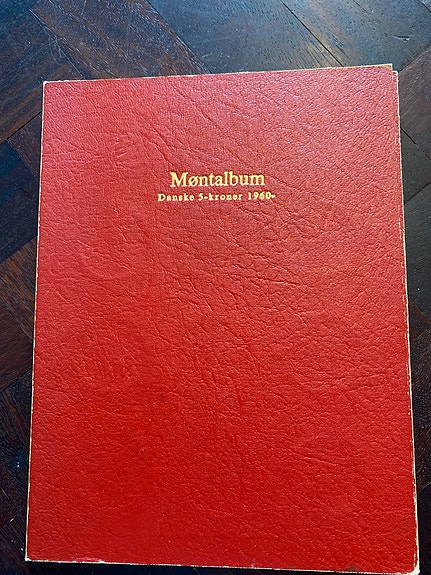 Møntalbum
Danske 5-kroner 1960-